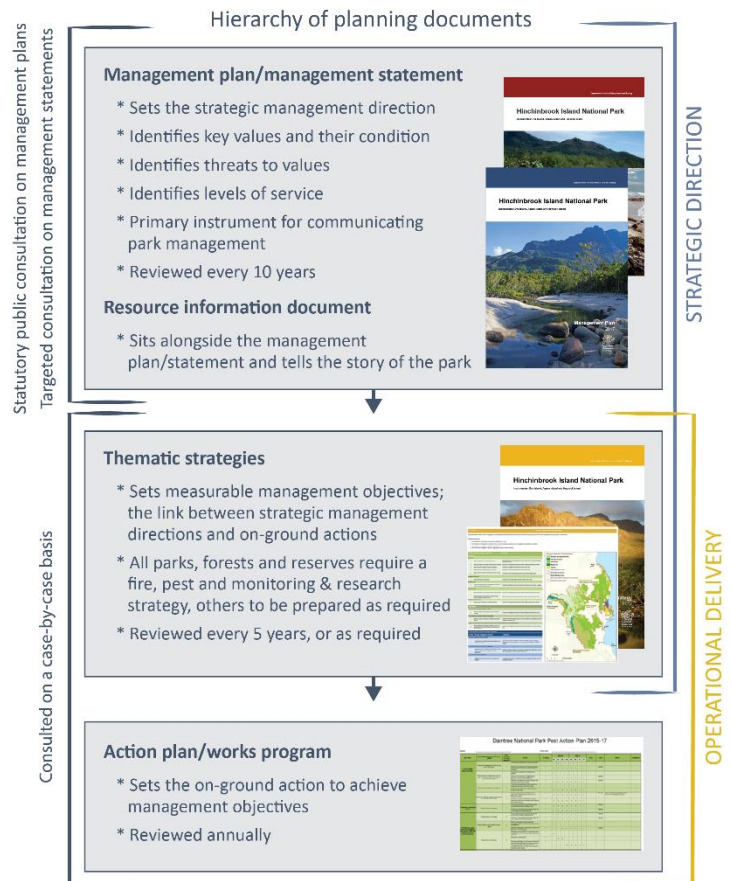 Hierarchy of planning documents
Statutory public consultation on management plans
Targeted consultation on management statements
Management plan/management statement
* Sets the strategic management direction
* Identifies key values and their condition
* Identifies threats to values
* Identifies levels of service
* Primary instrument for communicating
park management
* Reviewed every 10 years
Resource information document
* Sits alongside the management
plan/statement and tells the story of the park
Hinchinbrook Island National Park
Hinchinbrook Island National Park
Management Plan
STRATEGIC DIRECTION
Consulted on a case-by-case basis
Thematic strategies
* Sets measurable management objectives;
the link between strategic management
directions and on-ground actions
* All parks, forests and reserves require a
fire, pest and monitoring & research
strategy, others to be prepared as required
* Reviewed every 5 years, or as required
Hinchinbrook Island National Park
OPERATIONAL DELIVERY
Action plan/works program
* Sets the on-ground action to achieve
management objectives
* Reviewed annually
Daintree National Park Pest Action Plan 2015-17